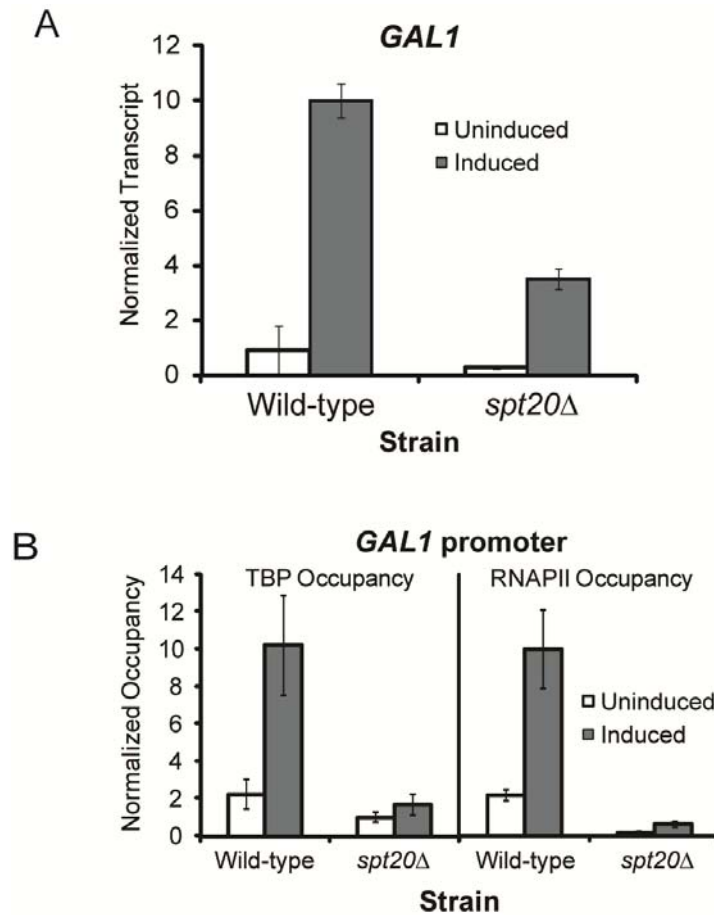 A
GAL1
12
10
8
6
4
2
0
Normalized Transcript
Uninduced
Induced
Wild-type
spt20Δ
Strain
B
GAL1 promoter
TBP Occupancy
RNAPII Occupancy
14
12
10
8
6
4
2
0
Normalized Occupancy
Uninduced
Induced
Wild-type
spt20Δ
Wild-type
spt20Δ
Strain